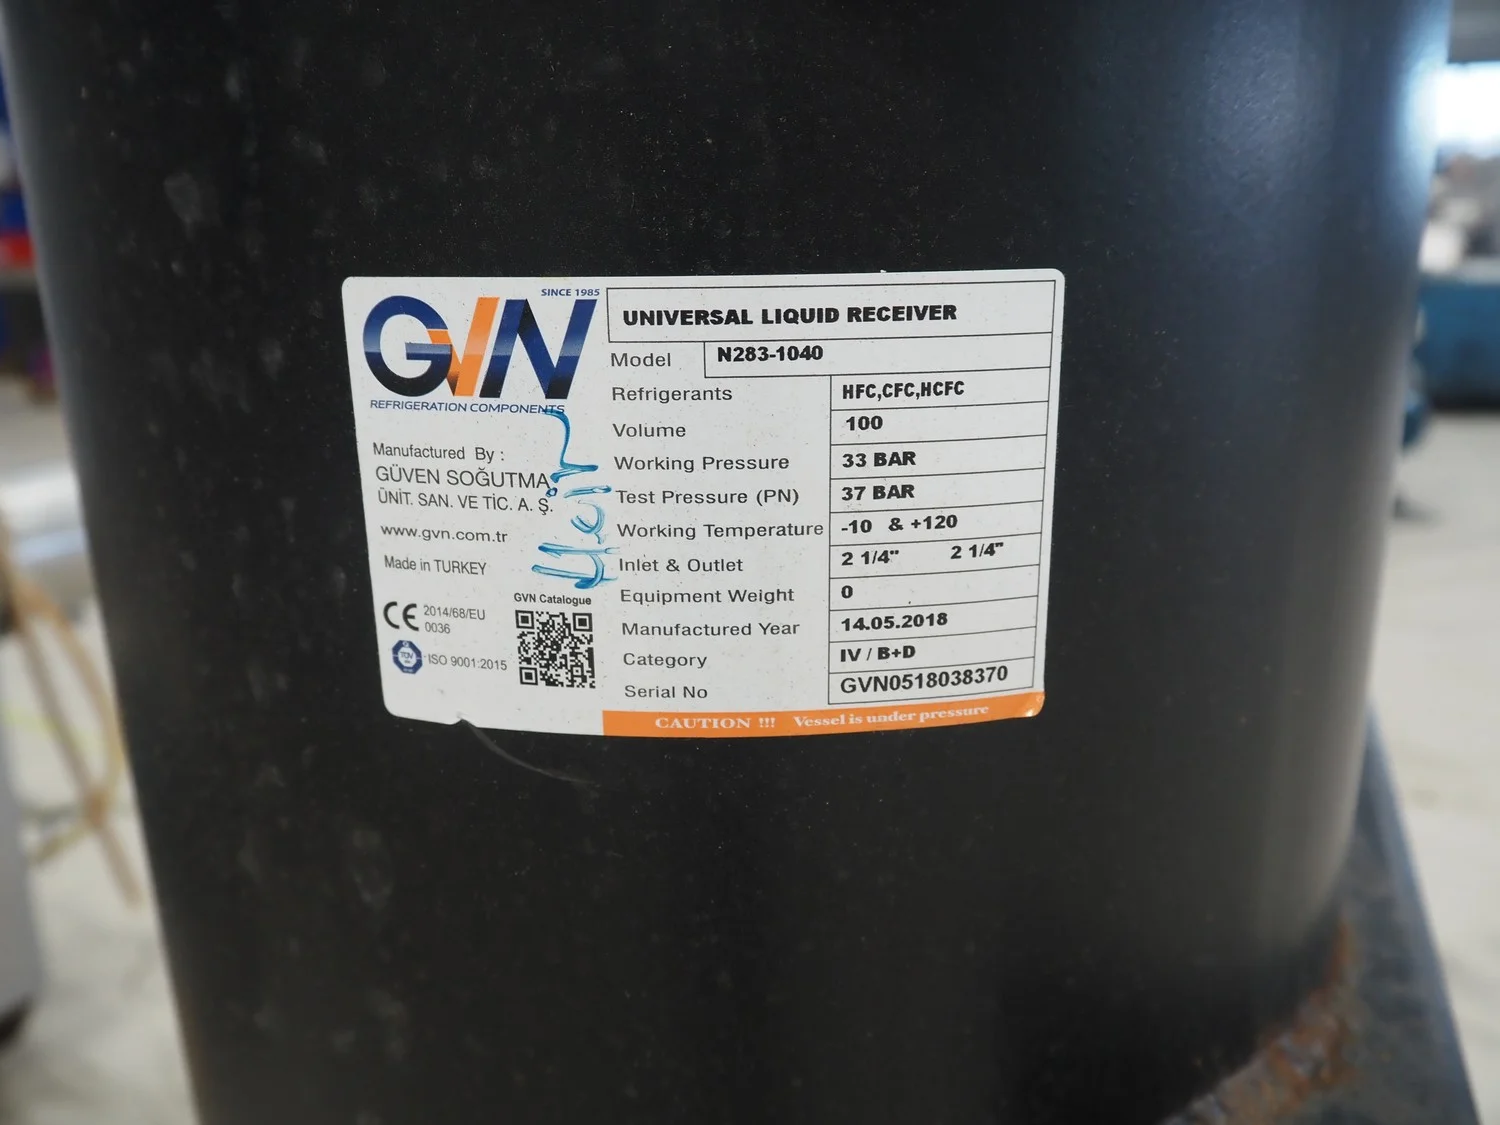 SINCE 1985
GVN
REFRIGERATION COMPONENTS
Manufactured By :
GÜVEN SOĞUTMA
ÜNİT. SAN. VE TİC. A. Ş.
www.gvn.com.tr
Made in TURKEY
CE 2014/68/EU
0036
GVN Catalogue
TÜV
ISO 9001:2015
UNIVERSAL LIQUID RECEIVER
Model N283-1040
Refrigerants HFC,CFC,HCFC
Volume 100
Working Pressure 33 BAR
Test Pressure (PN) 37 BAR
Working Temperature -10 & +120
Inlet & Outlet 2 1/4" 2 1/4"
Equipment Weight 0
Manufactured Year 14.05.2018
Category IV / B+D
Serial No GVN0518038370
CAUTION !!! Vessel is under pressure